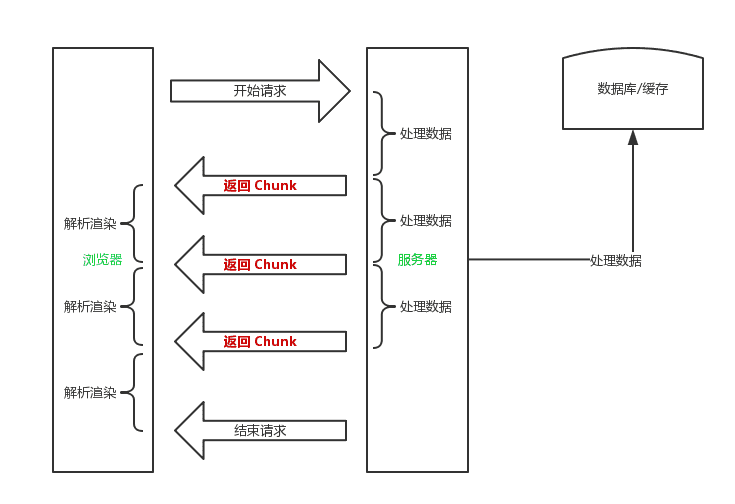 开始请求
数据库/缓存
处理数据
返回 Chunk
解析渲染
处理数据
浏览器
返回 Chunk
服务器
处理数据
解析渲染
处理数据
返回 Chunk
解析渲染
结束请求